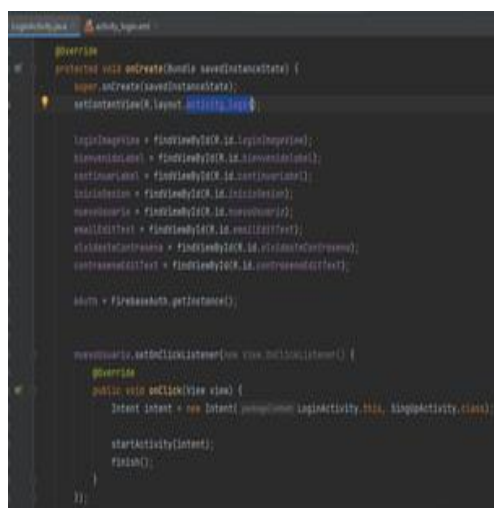 LoginActivity.java activity_login.xml
@Override
protected void onCreate(Bundle savedInstanceState) {
super.onCreate(savedInstanceState);
setContentView(R.layout.activity_login);
loginImageView = findViewById(R.id.loginImageView);
bienvenidoLabel = findViewById(R.id.bienvenidoLabel);
continuarLabel = findViewById(R.id.continuarLabel);
inicioSesion = findViewById(R.id.inicioSesion);
nuevoUsuario = findViewById(R.id.nuevoUsuario);
emailEditText = findViewById(R.id.emailEditText);
olvidasteContrasena = findViewById(R.id.olvidasteContrasena);
contrasenaEditText = findViewById(R.id.contrasenaEditText);
mAuth = FirebaseAuth.getInstance();
nuevoUsuario.setOnClickListener(new View.OnClickListener() {
@Override
public void onClick(View view) {
Intent intent = new Intent( packageContext: LoginActivity.this, SingUpActivity.class);
startActivity(intent);
finish();
}
});